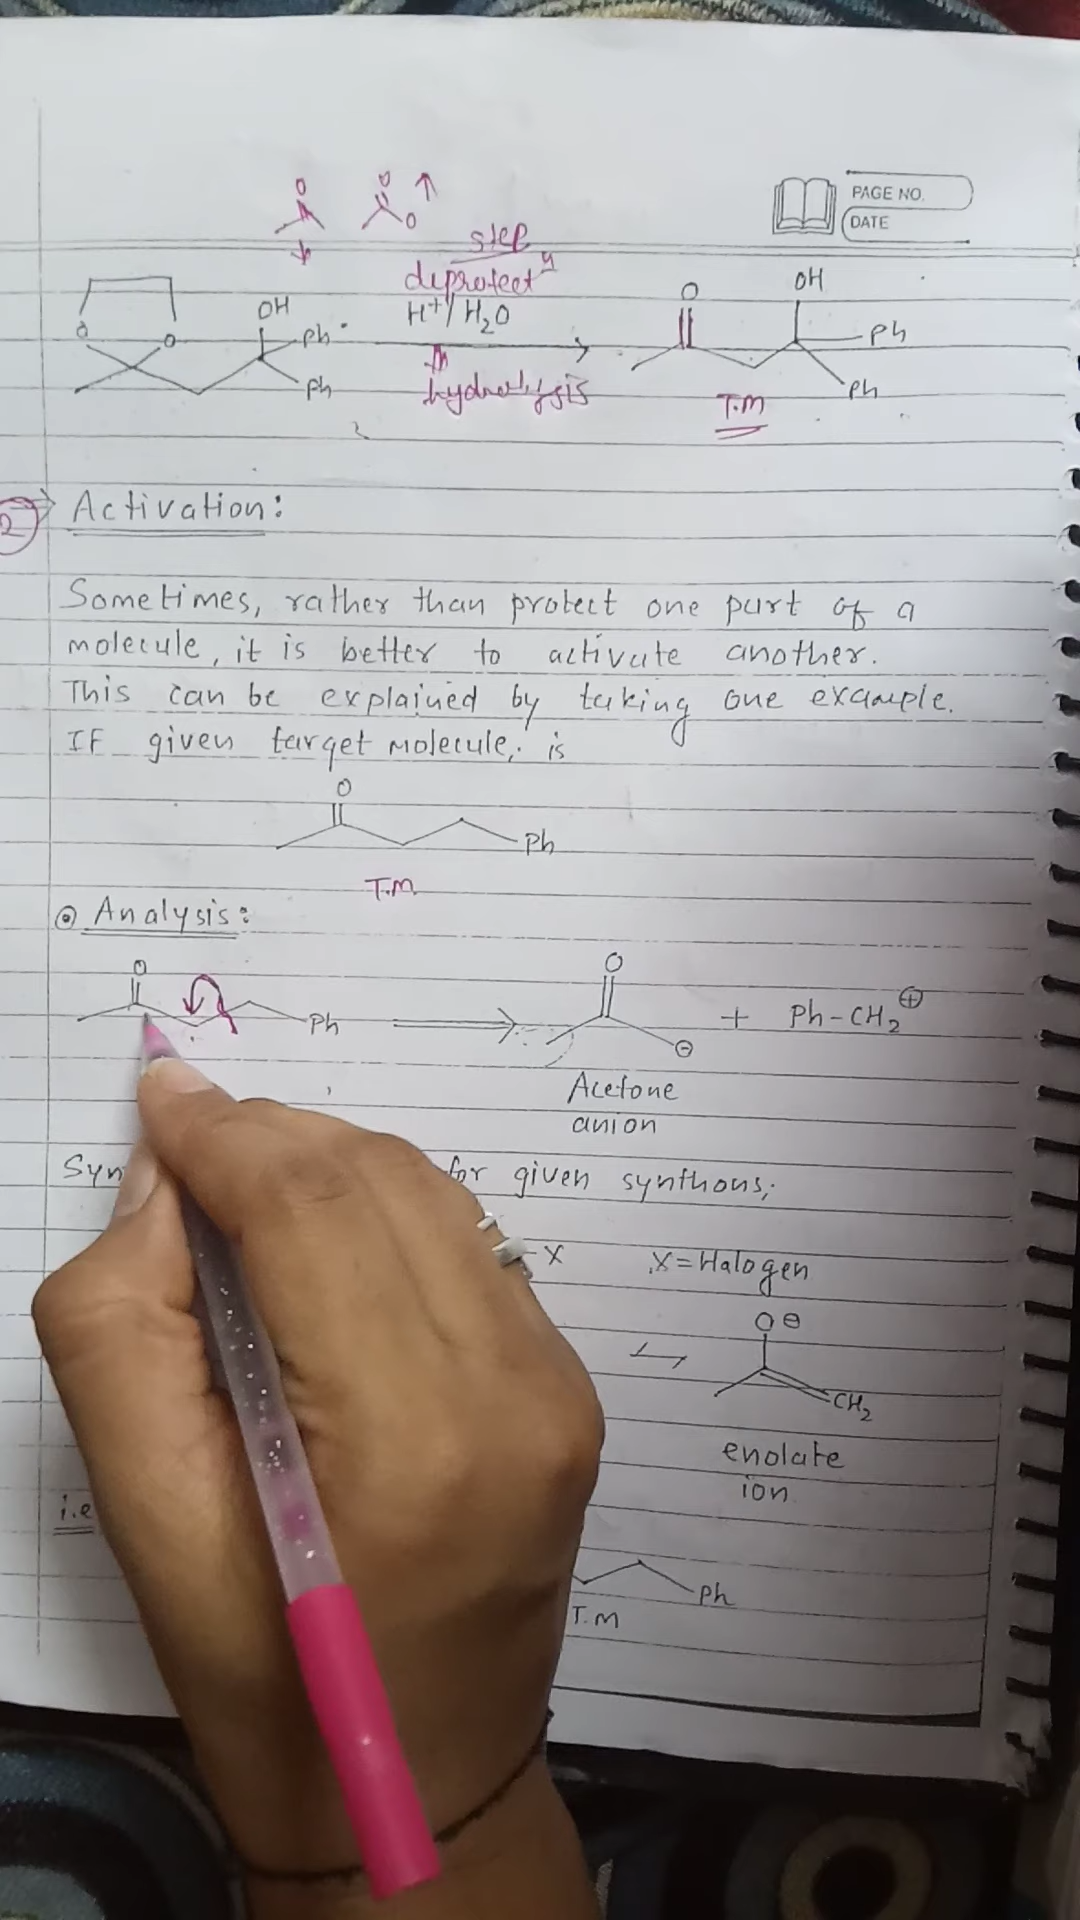 PAGE NO.
DATE
O O ↑
O
step
deprotectⁿ
H⁺/H₂O
hydrolysis
O O OH Ph Ph
O OH Ph Ph
T.M
2 Activation:
Sometimes, rather than protect one part of a
molecule, it is better to activate another.
This can be explained by taking one example.
IF given target molecule, is
O
Ph
T.M
Analysis:
O Ph ⟹ O ⊖ + Ph-CH₂⊕
Acetone
anion
Syn for given synthons;
X X = Halogen
O⊖
CH₂
enolate
ion
i.e
Ph
T.M